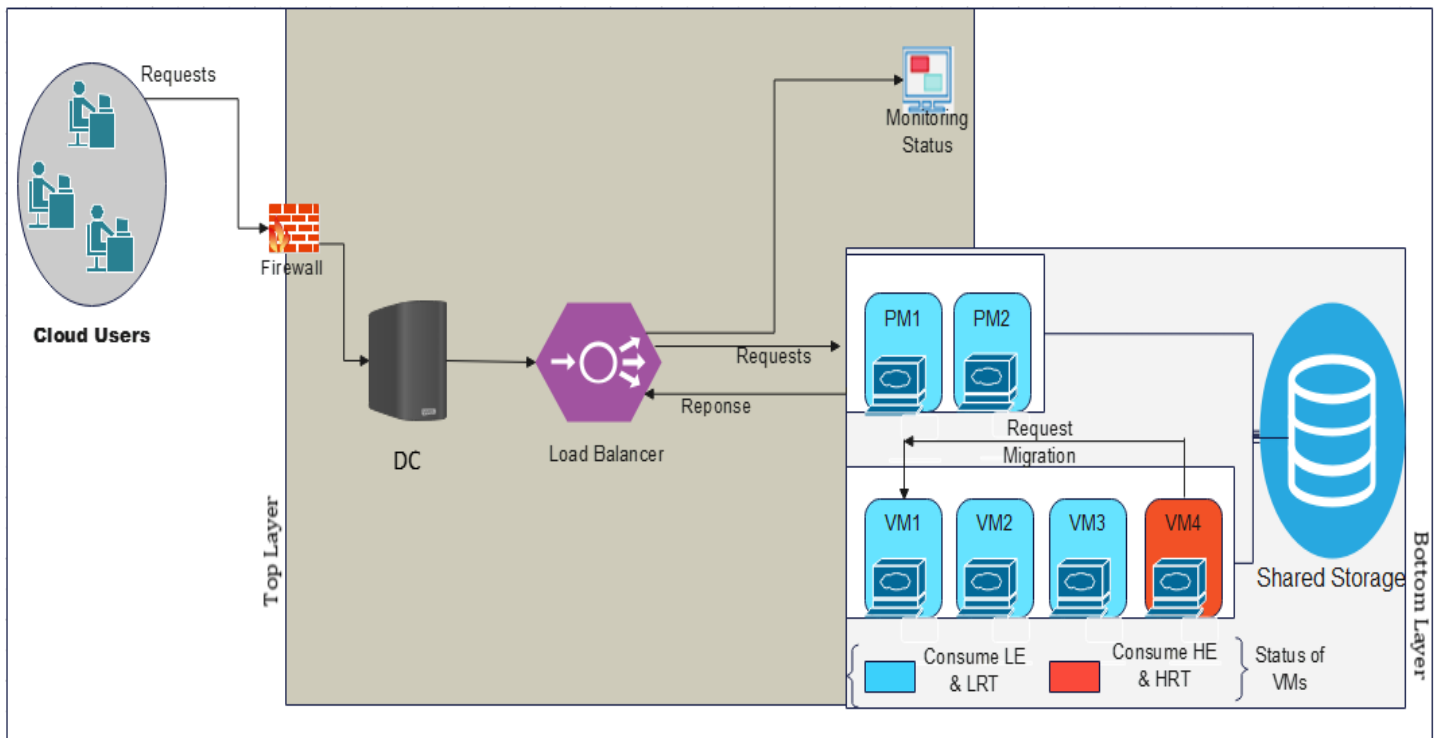 Requests
Cloud Users
Firewall
DC
Load Balancer
Monitoring
Status
Requests
Reponse
Top Layer
PM1
PM2
Request
Migration
VM1
VM2
VM3
VM4
Shared Storage
Bottom Layer
Consume LE
& LRT
Consume HE
& HRT
Status of
VMs